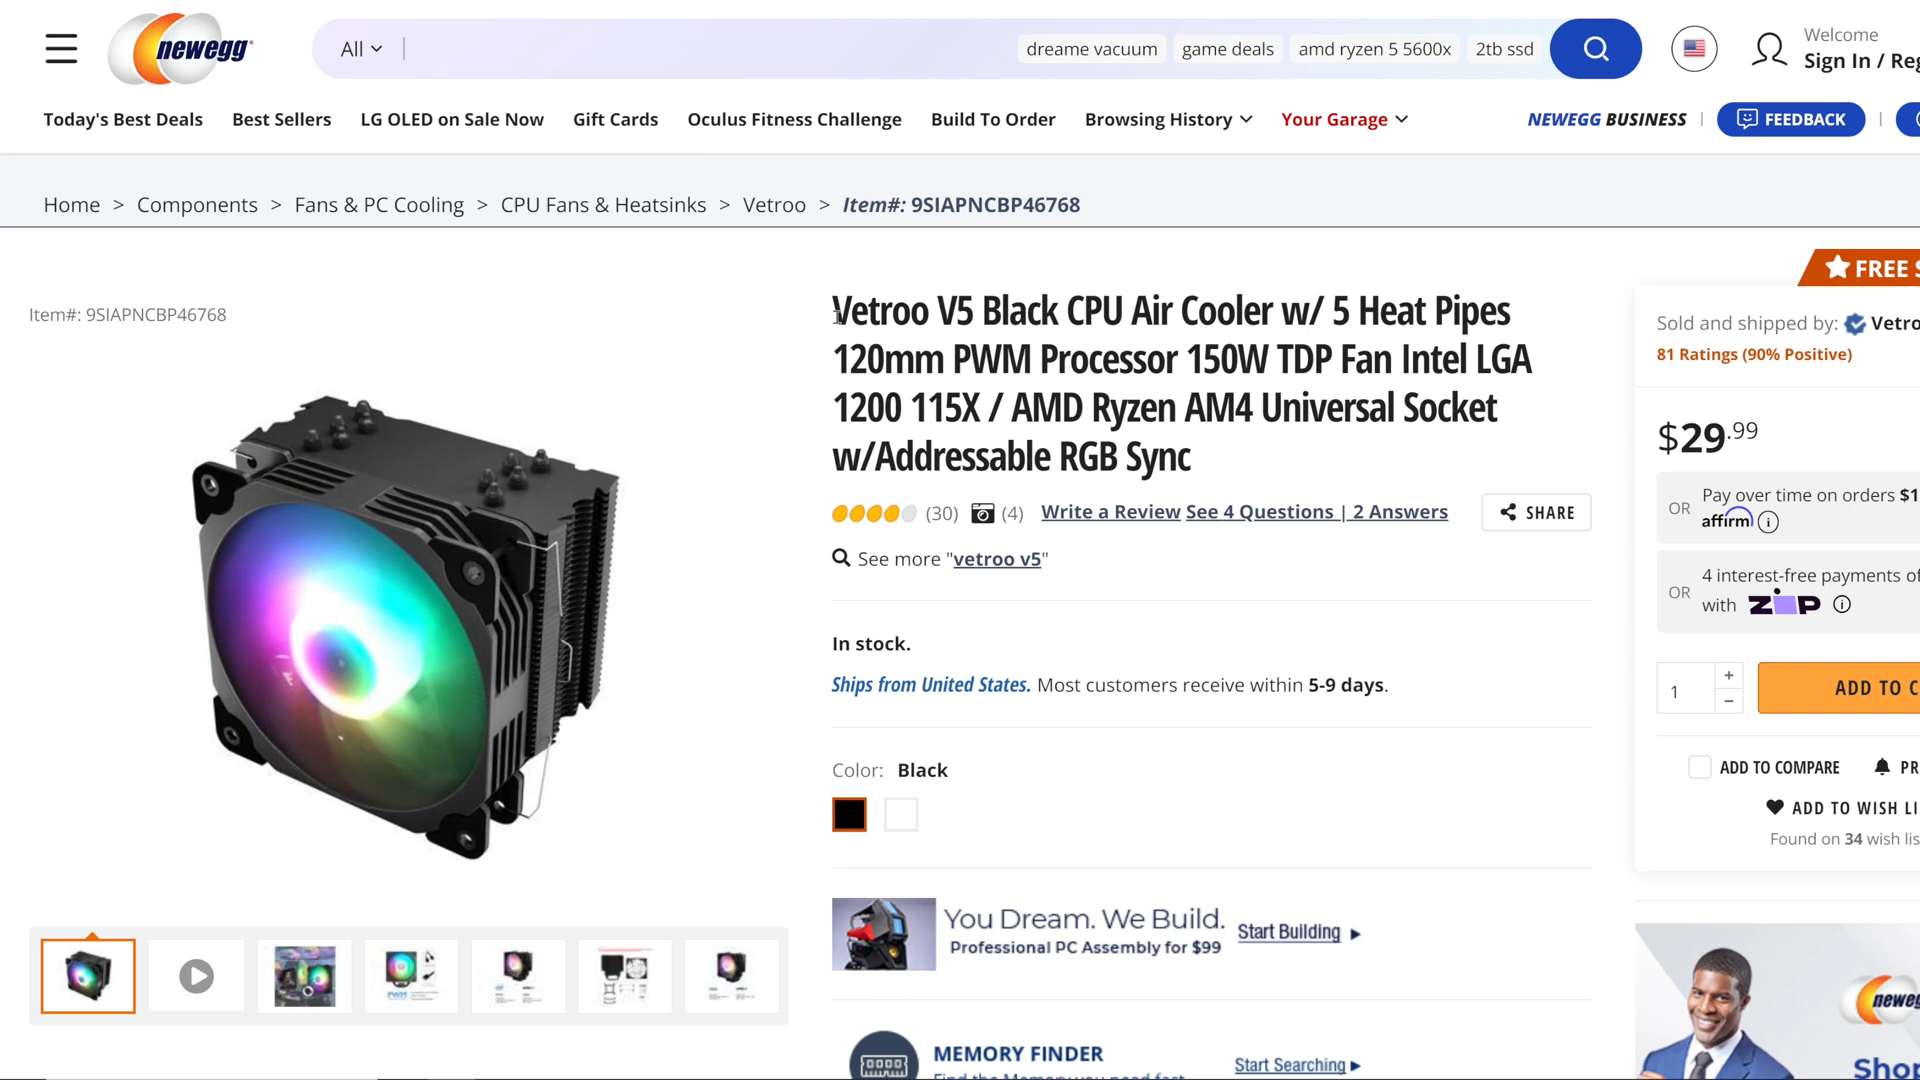 newegg
All
dreame vacuum
game deals
amd ryzen 5 5600x
2tb ssd
Welcome
Sign In / Reg
Today's Best Deals
Best Sellers
LG OLED on Sale Now
Gift Cards
Oculus Fitness Challenge
Build To Order
Browsing History
Your Garage
NEWEGG BUSINESS
FEEDBACK
Home > Components > Fans & PC Cooling > CPU Fans & Heatsinks > Vetroo > Item#: 9SIAPNCBP46768
Item#: 9SIAPNCBP46768
Vetroo V5 Black CPU Air Cooler w/ 5 Heat Pipes
120mm PWM Processor 150W TDP Fan Intel LGA
1200 115X / AMD Ryzen AM4 Universal Socket
w/Addressable RGB Sync
(30) (4) Write a Review See 4 Questions | 2 Answers
SHARE
See more "vetroo v5"
In stock.
Ships from United States. Most customers receive within 5-9 days.
Color: Black
You Dream. We Build.
Professional PC Assembly for $99
Start Building
MEMORY FINDER
Find the Memory you need fast
Start Searching
FREE S
Sold and shipped by: Vetro
81 Ratings (90% Positive)
$29.99
OR
Pay over time on orders $1
affirm
OR
4 interest-free payments of
with ZIP
1
+
−
ADD TO C
ADD TO COMPARE
PR
ADD TO WISH LI
Found on 34 wish lis
newegg
Shop
PWM